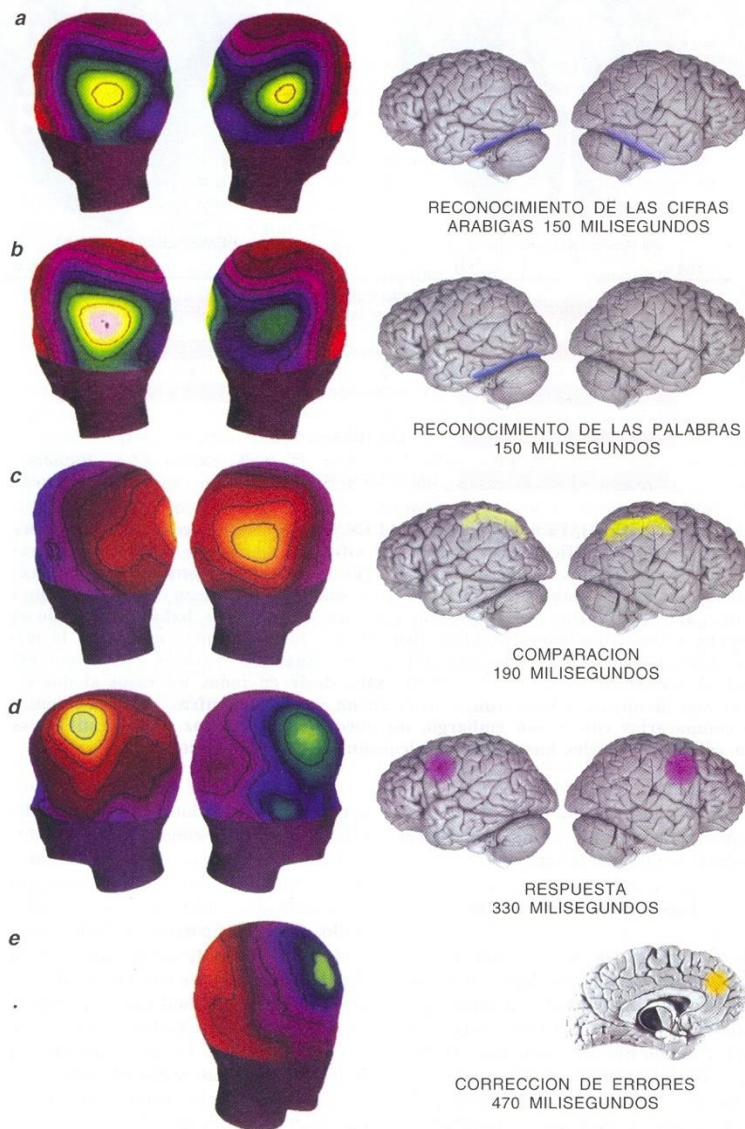 a
RECONOCIMIENTO DE LAS CIFRAS
ARABIGAS 150 MILISEGUNDOS
b
RECONOCIMIENTO DE LAS PALABRAS
150 MILISEGUNDOS
c
COMPARACION
190 MILISEGUNDOS
d
RESPUESTA
330 MILISEGUNDOS
e
CORRECCION DE ERRORES
470 MILISEGUNDOS